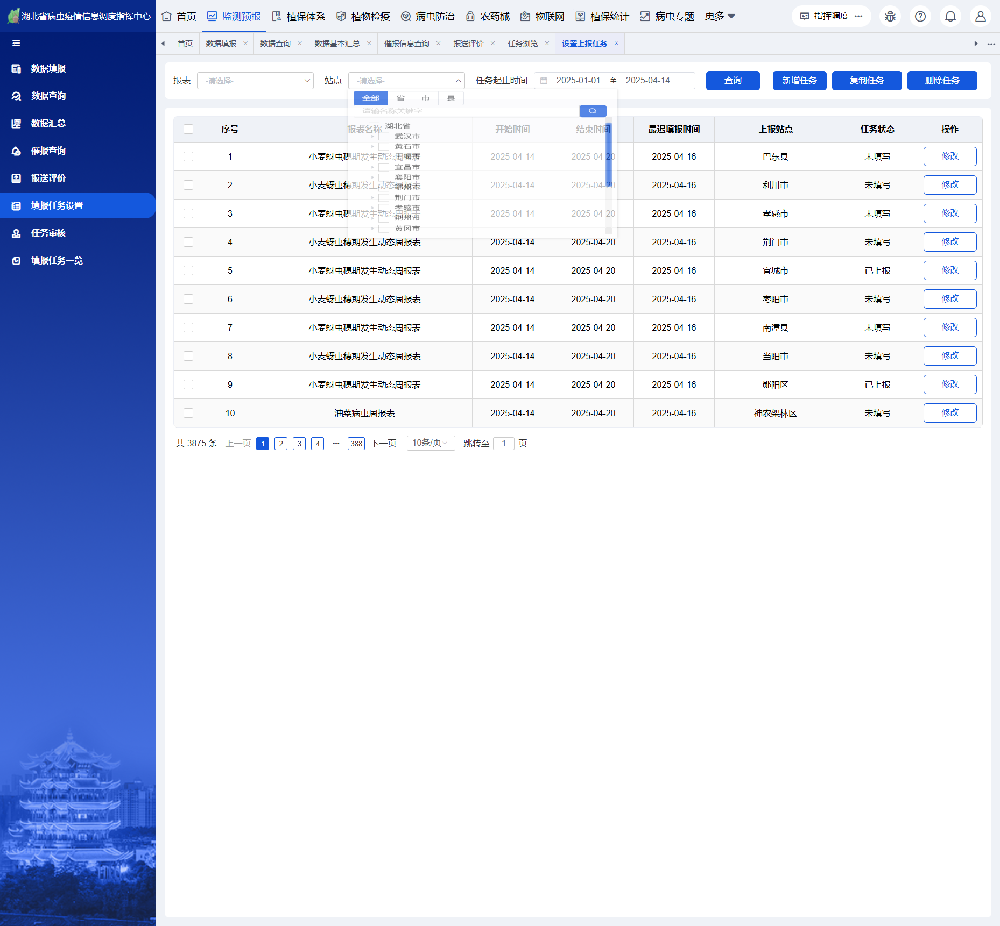 湖北省病虫疫情信息调度指挥中心
首页 监测预报 植保体系 植物检疫 病虫防治 农药械 物联网 植保统计 病虫专题 更多 指挥调度
首页 数据填报 数据查询 数据基本汇总 催报信息查询 报送评价 任务浏览 设置上报任务
数据填报
数据查询
数据汇总
催报查询
报送评价
填报任务设置
任务审核
填报任务一览
报表 -请选择- 站点 -请选择- 任务起止时间 2025-01-01 至 2025-04-14 查询 新增任务 复制任务 删除任务
全部 省 市 县
请输名称关键字
湖北省
武汉市
黄石市
十堰市
宜昌市
襄阳市
鄂州市
荆门市
孝感市
荆州市
黄冈市
序号 报表名称 开始时间 结束时间 最迟填报时间 上报站点 任务状态 操作
1 小麦蚜虫穗期发生动态周报表 2025-04-14 2025-04-20 2025-04-16 巴东县 未填写 修改
2 小麦蚜虫穗期发生动态周报表 2025-04-14 2025-04-20 2025-04-16 利川市 未填写 修改
3 小麦蚜虫穗期发生动态周报表 2025-04-14 2025-04-20 2025-04-16 孝感市 未填写 修改
4 小麦蚜虫穗期发生动态周报表 2025-04-14 2025-04-20 2025-04-16 荆门市 未填写 修改
5 小麦蚜虫穗期发生动态周报表 2025-04-14 2025-04-20 2025-04-16 宜城市 已上报 修改
6 小麦蚜虫穗期发生动态周报表 2025-04-14 2025-04-20 2025-04-16 枣阳市 未填写 修改
7 小麦蚜虫穗期发生动态周报表 2025-04-14 2025-04-20 2025-04-16 南漳县 未填写 修改
8 小麦蚜虫穗期发生动态周报表 2025-04-14 2025-04-20 2025-04-16 当阳市 未填写 修改
9 小麦蚜虫穗期发生动态周报表 2025-04-14 2025-04-20 2025-04-16 郧阳区 已上报 修改
10 油菜病虫周报表 2025-04-14 2025-04-20 2025-04-16 神农架林区 未填写 修改
共 3875 条 上一页 1 2 3 4 ··· 388 下一页 10条/页 跳转至 1 页